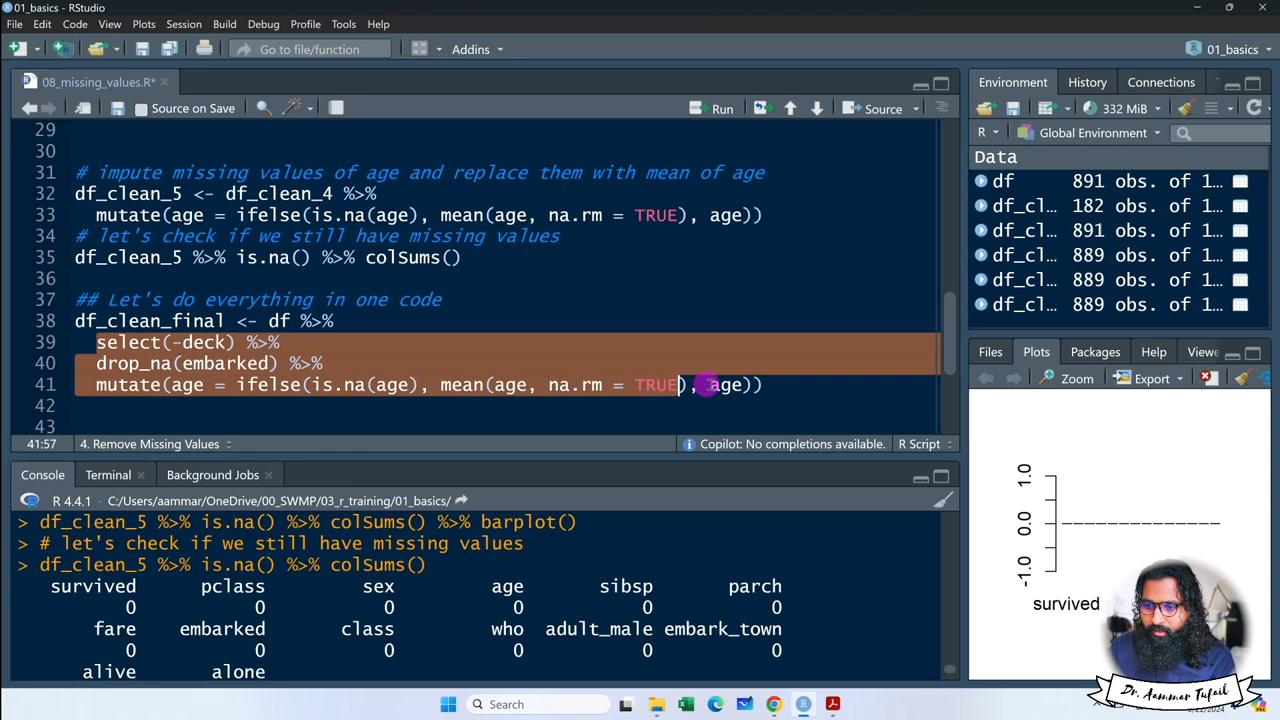 01_basics - RStudio
File Edit Code View Plots Session Build Debug Profile Tools Help
Go to file/function
Addins
01_basics
08_missing_values.R*
Source on Save
Run
Source
29
30
31 # impute missing values of age and replace them with mean of age
32 df_clean_5 <- df_clean_4 %>%
33 mutate(age = ifelse(is.na(age), mean(age, na.rm = TRUE), age))
34 # let's check if we still have missing values
35 df_clean_5 %>% is.na() %>% colSums()
36
37 ## Let's do everything in one code
38 df_clean_final <- df %>%
39 select(-deck) %>%
40 drop_na(embarked) %>%
41 mutate(age = ifelse(is.na(age), mean(age, na.rm = TRUE), age))
42
43
41:57 4. Remove Missing Values
Copilot: No completions available.
R Script
Console Terminal Background Jobs
R 4.4.1 · C:/Users/aammar/OneDrive/00_SWMP/03_r_training/01_basics/
> df_clean_5 %>% is.na() %>% colSums() %>% barplot()
> # let's check if we still have missing values
> df_clean_5 %>% is.na() %>% colSums()
survived pclass sex age sibsp parch
0 0 0 0 0 0
fare embarked class who adult_male embark_town
0 0 0 0 0 0
alive alone
Environment History Connections
332 MiB
R Global Environment
Data
df 891 obs. of 1…
df_cl… 182 obs. of 1…
df_cl… 891 obs. of 1…
df_cl… 889 obs. of 1…
df_cl… 889 obs. of 1…
df_cl… 889 obs. of 1…
Files Plots Packages Help Viewe
Zoom Export
1.0
0.0
-1.0
survived
Dr. Aammar Tufail
Search